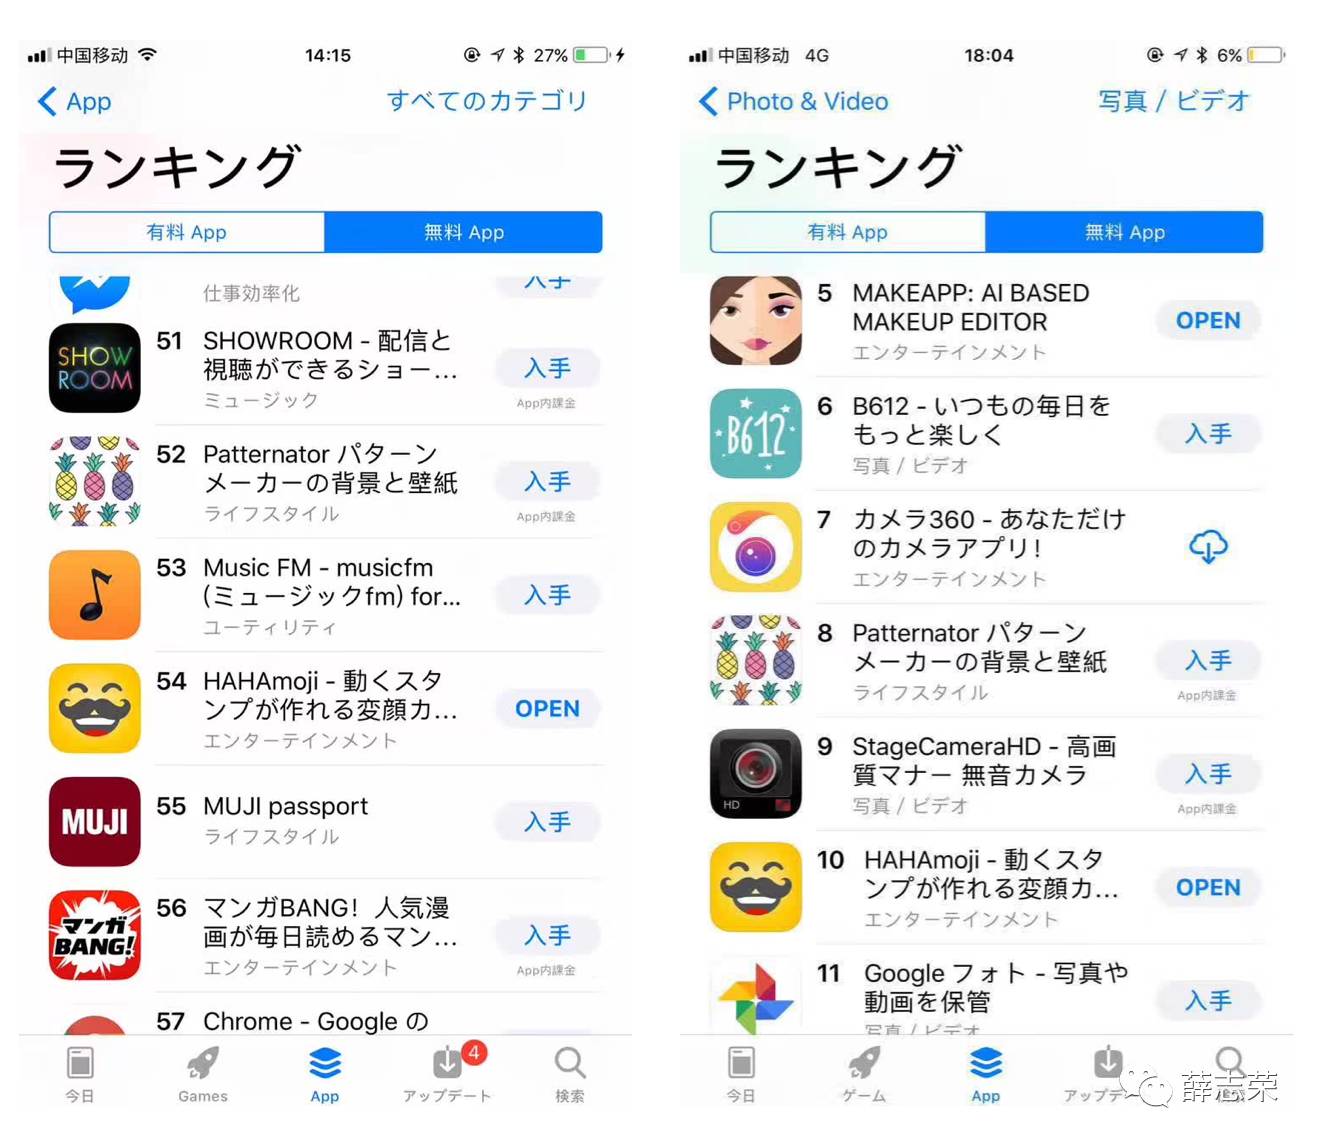 中国移动
14:15
27%
App
すべてのカテゴリ
ランキング
有料 App
無料 App
仕事効率化
入手
SHOW
ROOM
51
SHOWROOM - 配信と
視聴ができるショー...
ミュージック
入手
App内課金
52
Patternator パターン
メーカーの背景と壁紙
ライフスタイル
入手
App内課金
53
Music FM - musicfm
(ミュージックfm) for...
ユーティリティ
入手
54
HAHAmoji - 動くスタ
ンプが作れる変顔カ...
エンターテインメント
OPEN
MUJI
55
MUJI passport
ライフスタイル
入手
マンガ
BANG!
56
マンガBANG！人気漫
画が毎日読めるマン...
エンターテインメント
入手
App内課金
57
Chrome - Google の
今日
Games
App
4
アップデート
検索
中国移动 4G
18:04
6%
Photo & Video
写真 / ビデオ
ランキング
有料 App
無料 App
5
MAKEAPP: AI BASED
MAKEUP EDITOR
エンターテインメント
OPEN
B612
6
B612 - いつもの毎日を
もっと楽しく
写真 / ビデオ
入手
7
カメラ360 - あなただけ
のカメラアプリ！
エンターテインメント
8
Patternator パターン
メーカーの背景と壁紙
ライフスタイル
入手
App内課金
HD
9
StageCameraHD - 高画
質マナー 無音カメラ
写真 / ビデオ
入手
App内課金
10
HAHAmoji - 動くスタ
ンプが作れる変顔カ...
エンターテインメント
OPEN
11
Google フォト - 写真や
動画を保管
写真 / ビデオ
入手
今日
ゲーム
App
アップデ
薛志荣